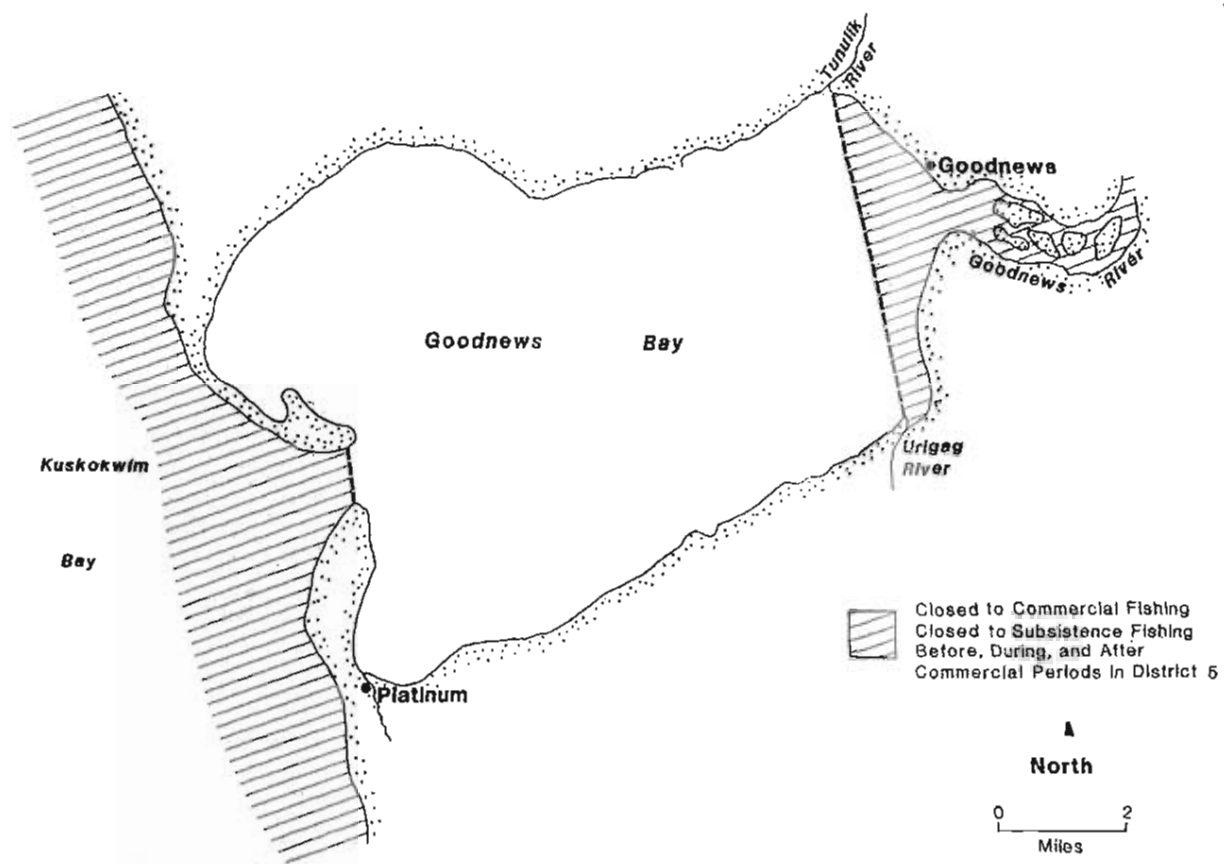 Tunulik
River
Goodnews
Goodnews River
Goodnews Bay
Urigag
River
Kuskokwim
Bay
Platinum
Closed to Commercial Fishing
Closed to Subsistence Fishing
Before, During, and After
Commercial Periods in District 5
North
0 2
Miles